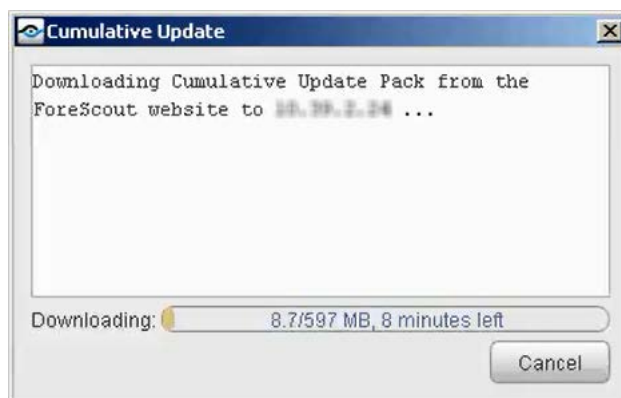 Cumulative Update
Downloading Cumulative Update Pack from the
ForeScout website to ...
Downloading:
8.7/597 MB, 8 minutes left
Cancel